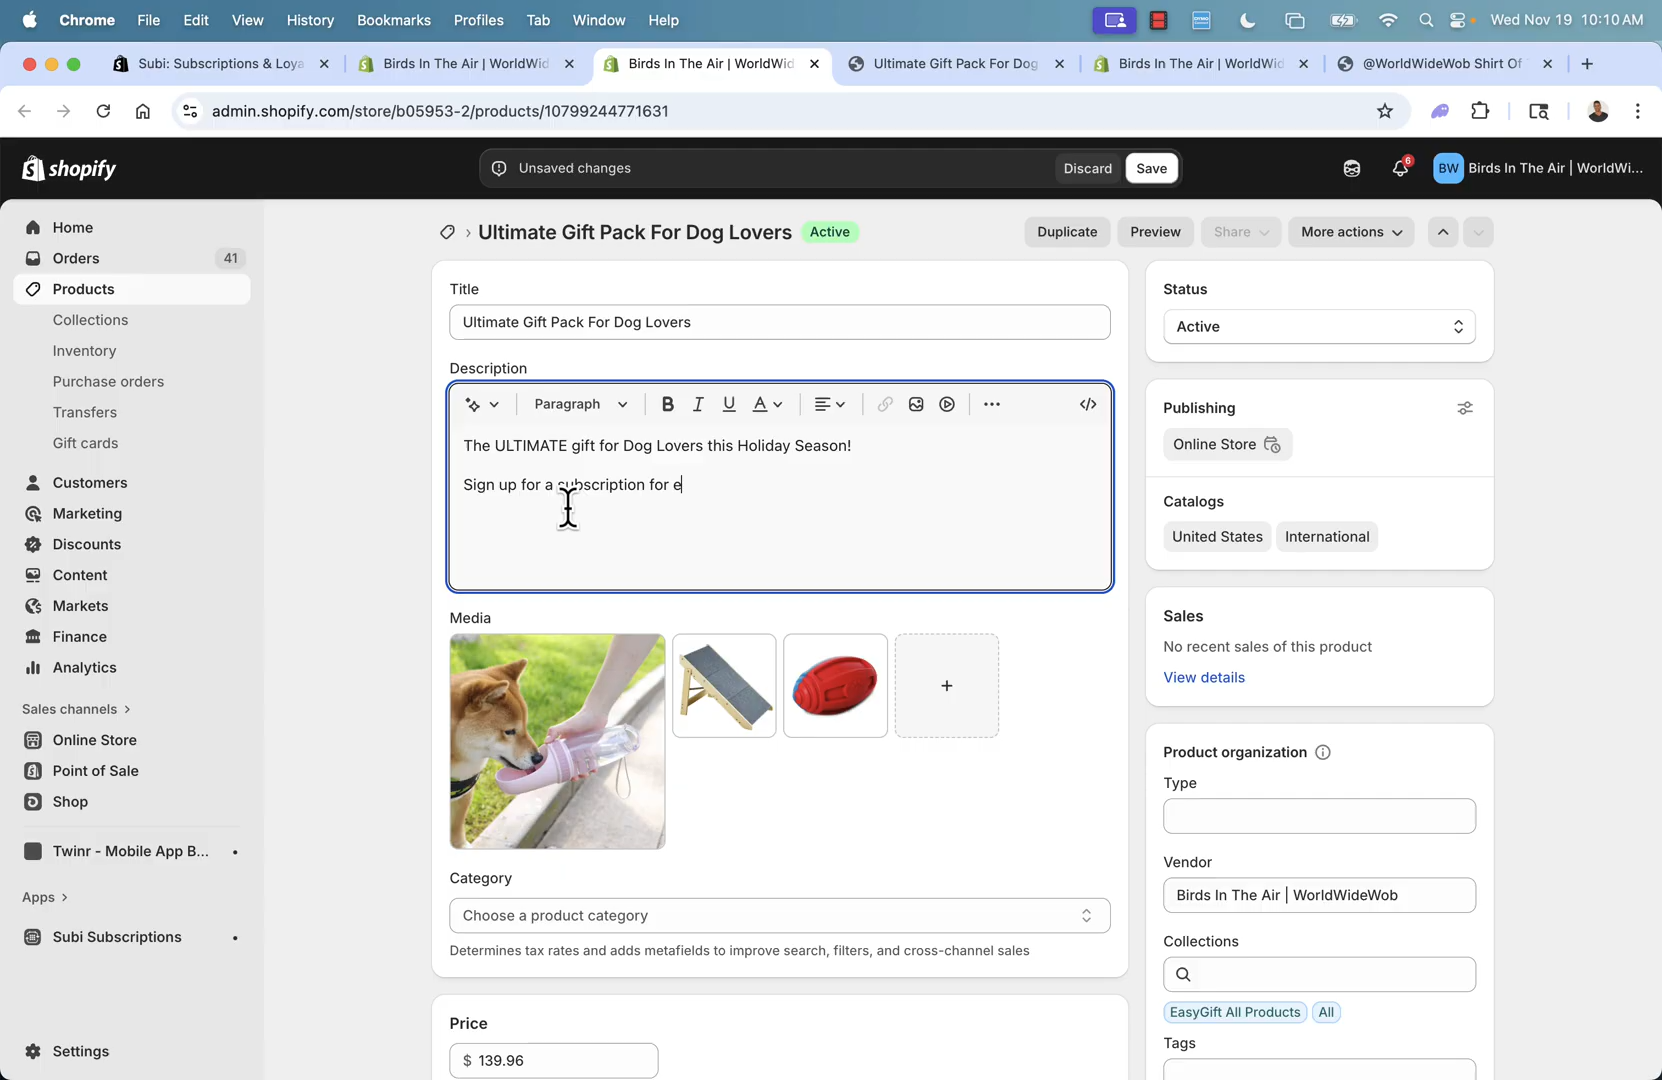 Chrome File Edit View History Bookmarks Profiles Tab Window Help Wed Nov 19 10:10 AM
Subi: Subscriptions & Loya Birds In The Air | WorldWid Birds In The Air | WorldWid Ultimate Gift Pack For Dog Birds In The Air | WorldWid @WorldWideWob Shirt Of
admin.shopify.com/store/b05953-2/products/10799244771631
shopify Unsaved changes Discard Save 6 BW Birds In The Air | WorldWi...
Home
Orders 41
Products
Collections
Inventory
Purchase orders
Transfers
Gift cards
Customers
Marketing
Discounts
Content
Markets
Finance
Analytics
Sales channels
Online Store
Point of Sale
Shop
Twinr - Mobile App B...
Apps
Subi Subscriptions
Settings
Ultimate Gift Pack For Dog Lovers Active Duplicate Preview Share More actions
Title
Ultimate Gift Pack For Dog Lovers
Description
Paragraph B I U A
The ULTIMATE gift for Dog Lovers this Holiday Season!
Sign up for a subscription for e
Media
Category
Choose a product category
Determines tax rates and adds metafields to improve search, filters, and cross-channel sales
Price
$ 139.96
Status
Active
Publishing
Online Store
Catalogs
United States International
Sales
No recent sales of this product
View details
Product organization
Type
Vendor
Birds In The Air | WorldWideWob
Collections
EasyGift All Products All
Tags